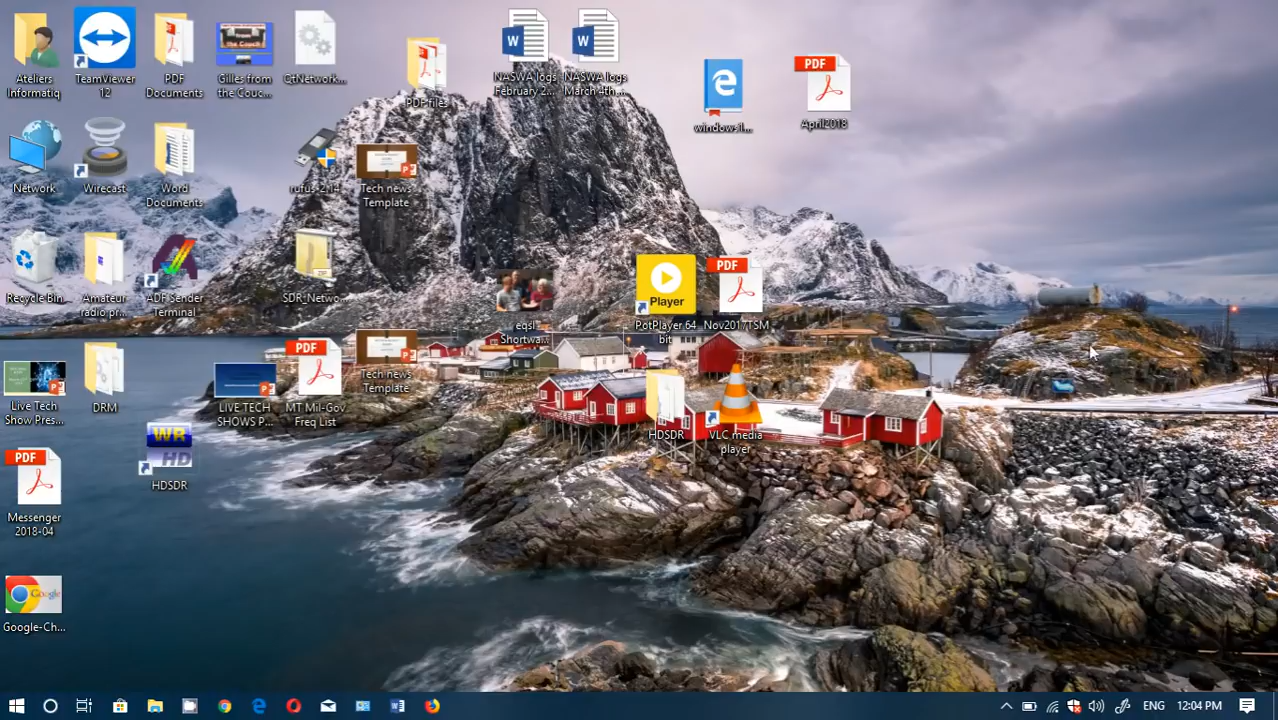 Ateliers
Informatiq
TeamViewer
12
PDF
Documents
Gilles from
the Couc...
QtNetwork...
PDF files
W
NASWA logs
February 2...
W
NASWA logs
March 4th,...
windows.i...
PDF
April2018
Network
Wirecast
Word
Documents
rufus-2.14
Tech news
Template
Recycle Bin
Amateur
radio pr...
ADF Sender
Terminal
SDR_Netwo...
eqsl
Shortwa...
Player
PotPlayer 64
bit
PDF
Nov2017TSM
Live Tech
Show Pres...
DRM
LIVE TECH
SHOWS P...
PDF
MT Mil-Gov
Freq List
Tech news
Template
HDSDR
VLC media
player
WR
HD
HDSDR
PDF
Messenger
2018-04
Google
Google-Ch...
ENG
12:04 PM